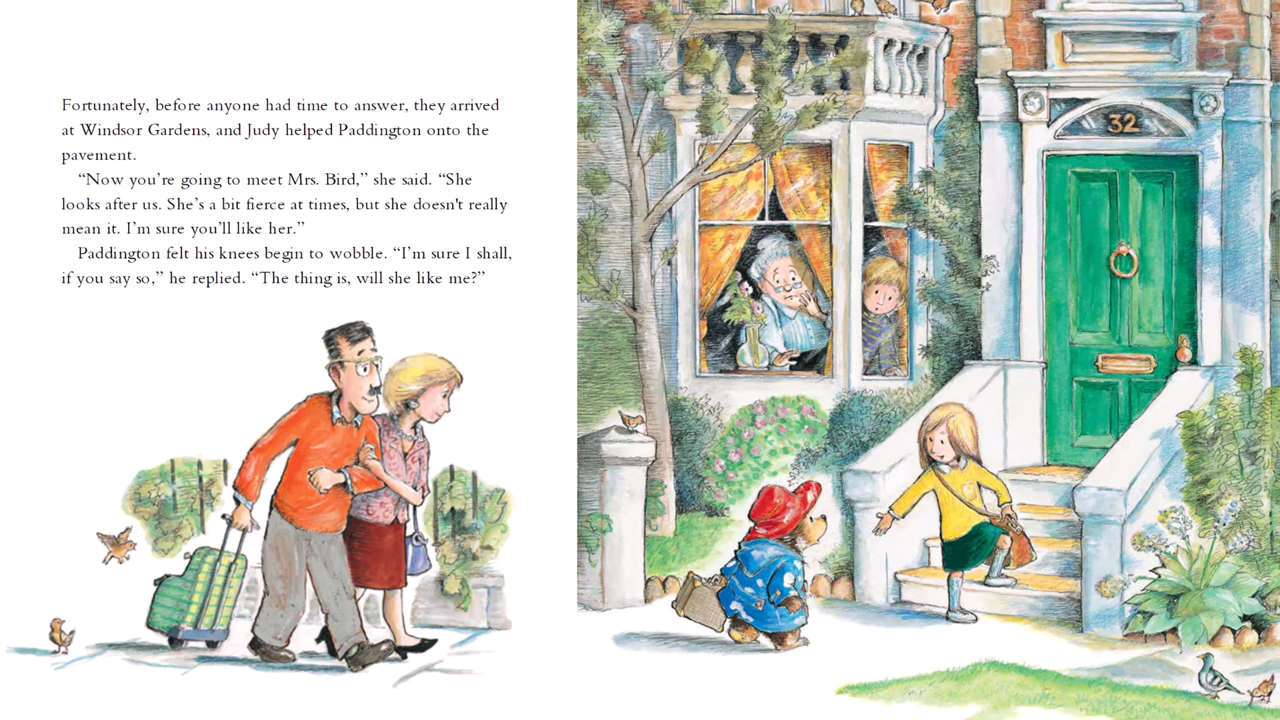 Fortunately, before anyone had time to answer, they arrived
at Windsor Gardens, and Judy helped Paddington onto the
pavement.
“Now you’re going to meet Mrs. Bird,” she said. “She
looks after us. She’s a bit fierce at times, but she doesn't really
mean it. I’m sure you’ll like her.”
Paddington felt his knees begin to wobble. “I’m sure I shall,
if you say so,” he replied. “The thing is, will she like me?”
32